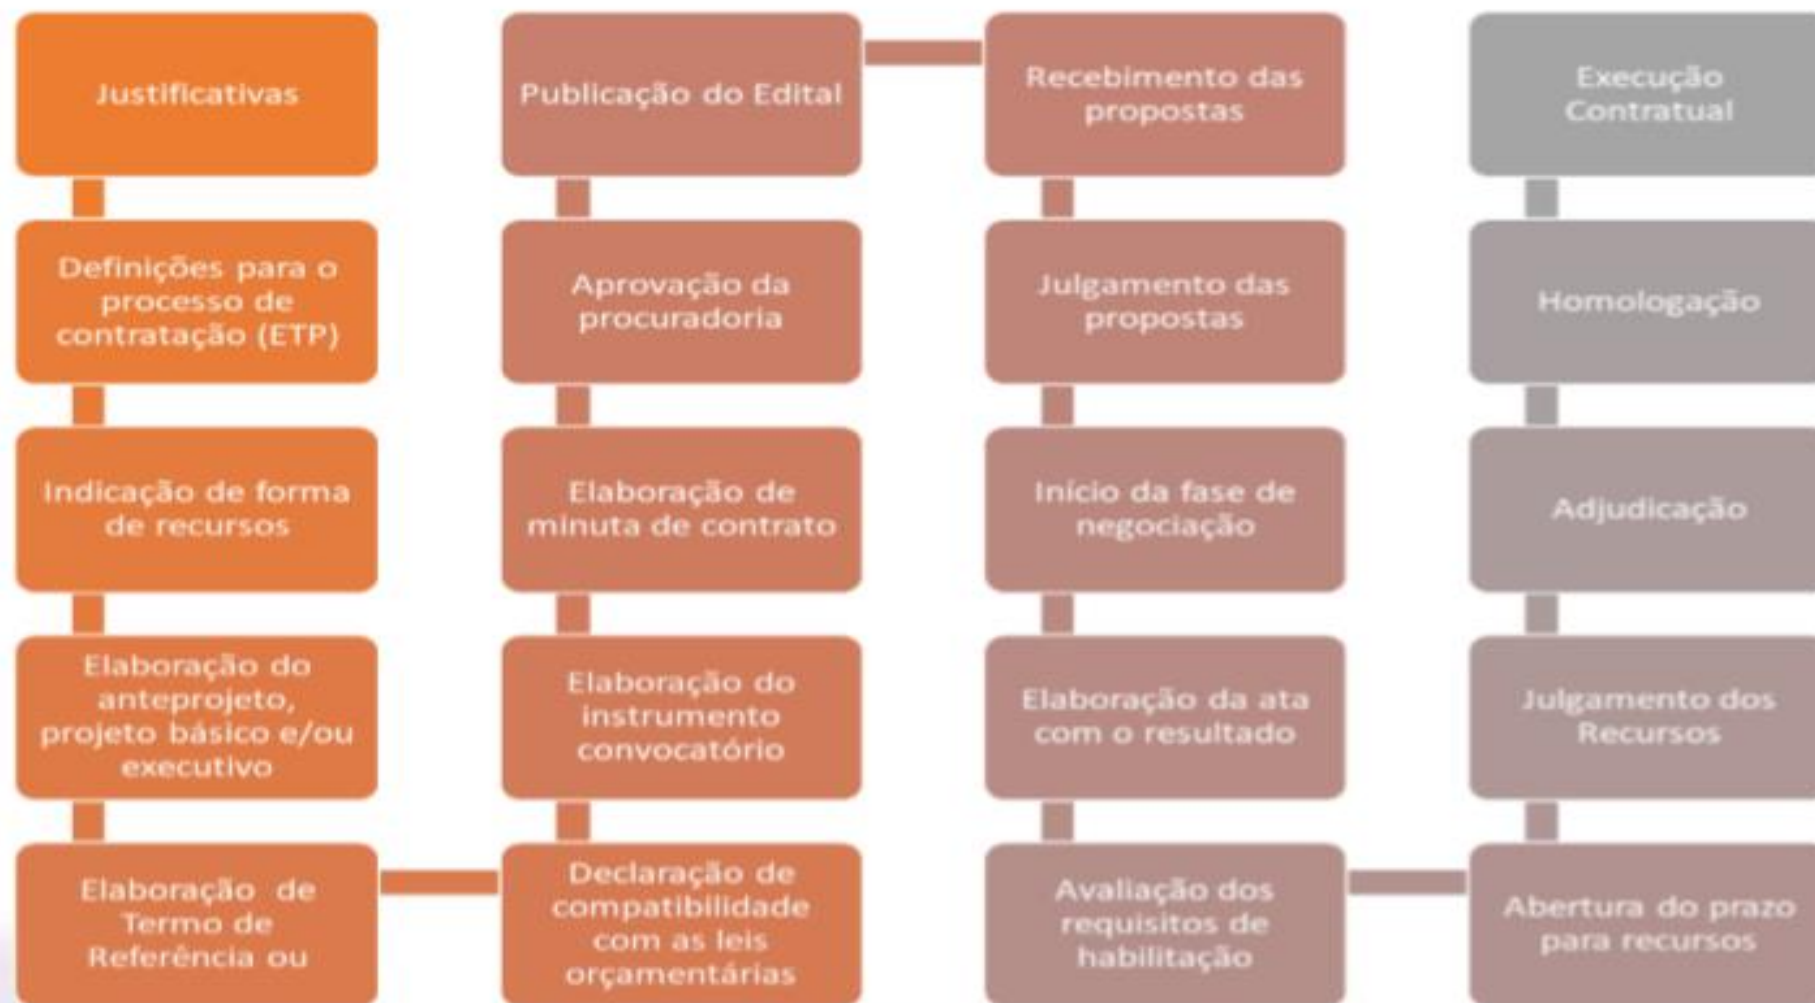 Justificativas
Definições para o
processo de
contratação (ETP)
Indicação de forma
de recursos
Elaboração do
anteprojeto,
projeto básico e/ou
executivo
Elaboração de
Termo de
Referência ou
Declaração de
compatibilidade
com as leis
orçamentárias
Elaboração do
instrumento
convocatório
Elaboração de
minuta de contrato
Aprovação da
procuradoria
Publicação do Edital
Recebimento das
propostas
Julgamento das
propostas
Início da fase de
negociação
Elaboração da ata
com o resultado
Avaliação dos
requisitos de
habilitação
Abertura do prazo
para recursos
Julgamento dos
Recursos
Adjudicação
Homologação
Execução
Contratual